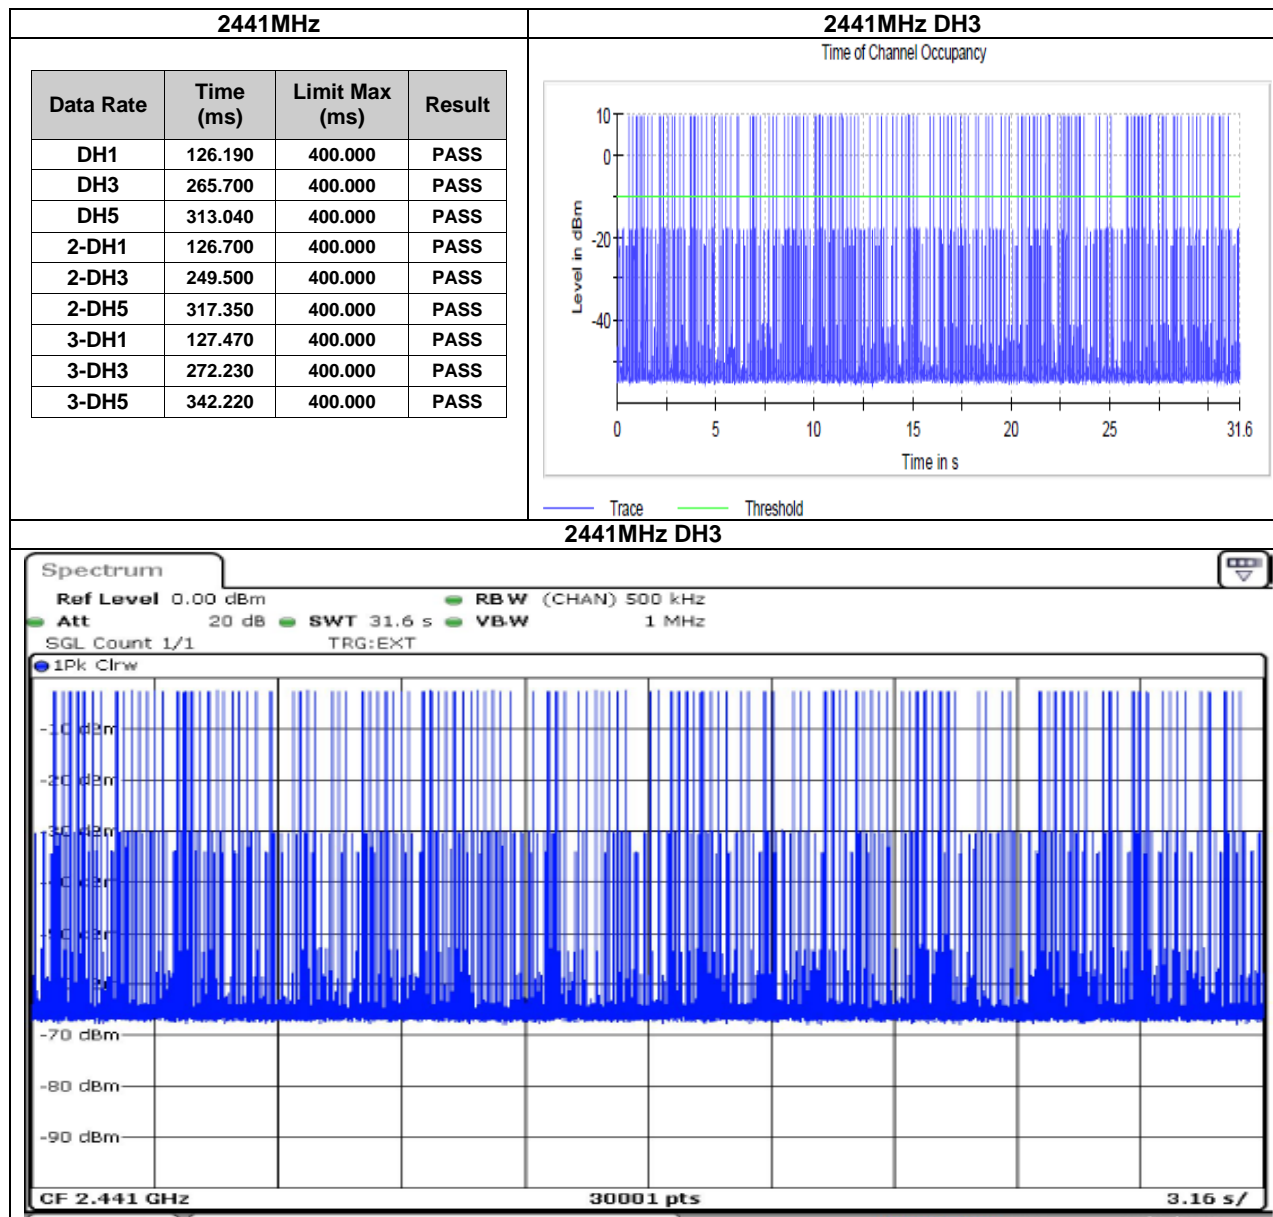 2441MHz
2441MHz DH3
Data Rate Time (ms) Limit Max (ms) Result
DH1 126.190 400.000 PASS
DH3 265.700 400.000 PASS
DH5 313.040 400.000 PASS
2-DH1 126.700 400.000 PASS
2-DH3 249.500 400.000 PASS
2-DH5 317.350 400.000 PASS
3-DH1 127.470 400.000 PASS
3-DH3 272.230 400.000 PASS
3-DH5 342.220 400.000 PASS
Time of Channel Occupancy
Level in dBm
10
0
-20
-40
0 5 10 15 20 25 31.6
Time in s
Trace Threshold
2441MHz DH3
Spectrum
Ref Level 0.00 dBm RBW (CHAN) 500 kHz
Att 20 dB SWT 31.6 s VBW 1 MHz
SGL Count 1/1 TRG:EXT
1Pk Clrw
-10 dBm
-20 dBm
-30 dBm
-70 dBm
-80 dBm
-90 dBm
CF 2.441 GHz 30001 pts 3.16 s/